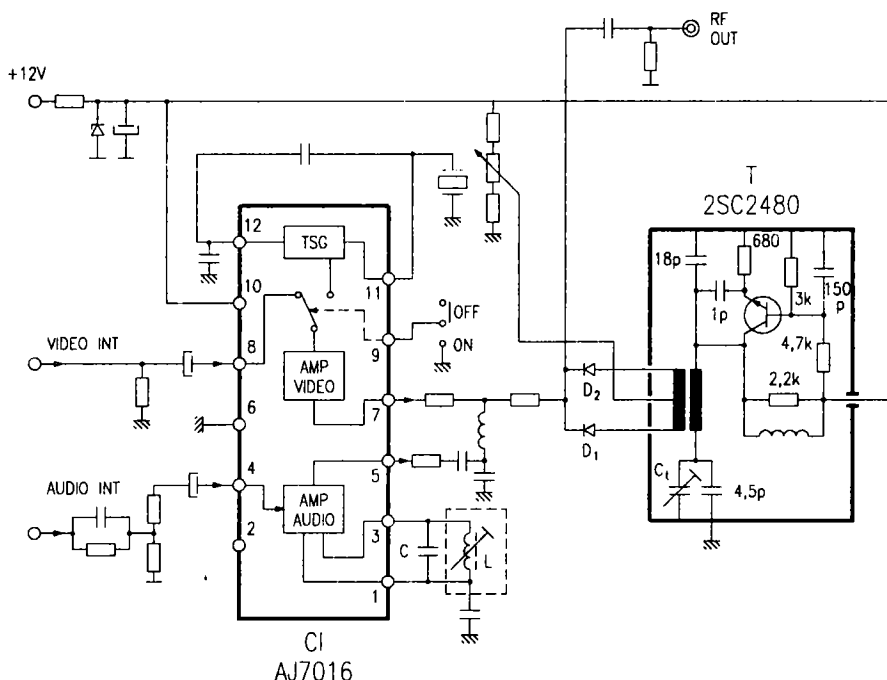 RF
OUT
+12V
T
2SC2480
12
TSG
680
18p
10
11
1p
3k
150
p
OFF
VIDEO INT
8
9
ON
4,7k
AMP
VIDEO
D2
2,2k
6
7
D1
5
AUDIO INT
4
Ct
4,5p
AMP
AUDIO
2
3
C
L
1
CI
AJ7016